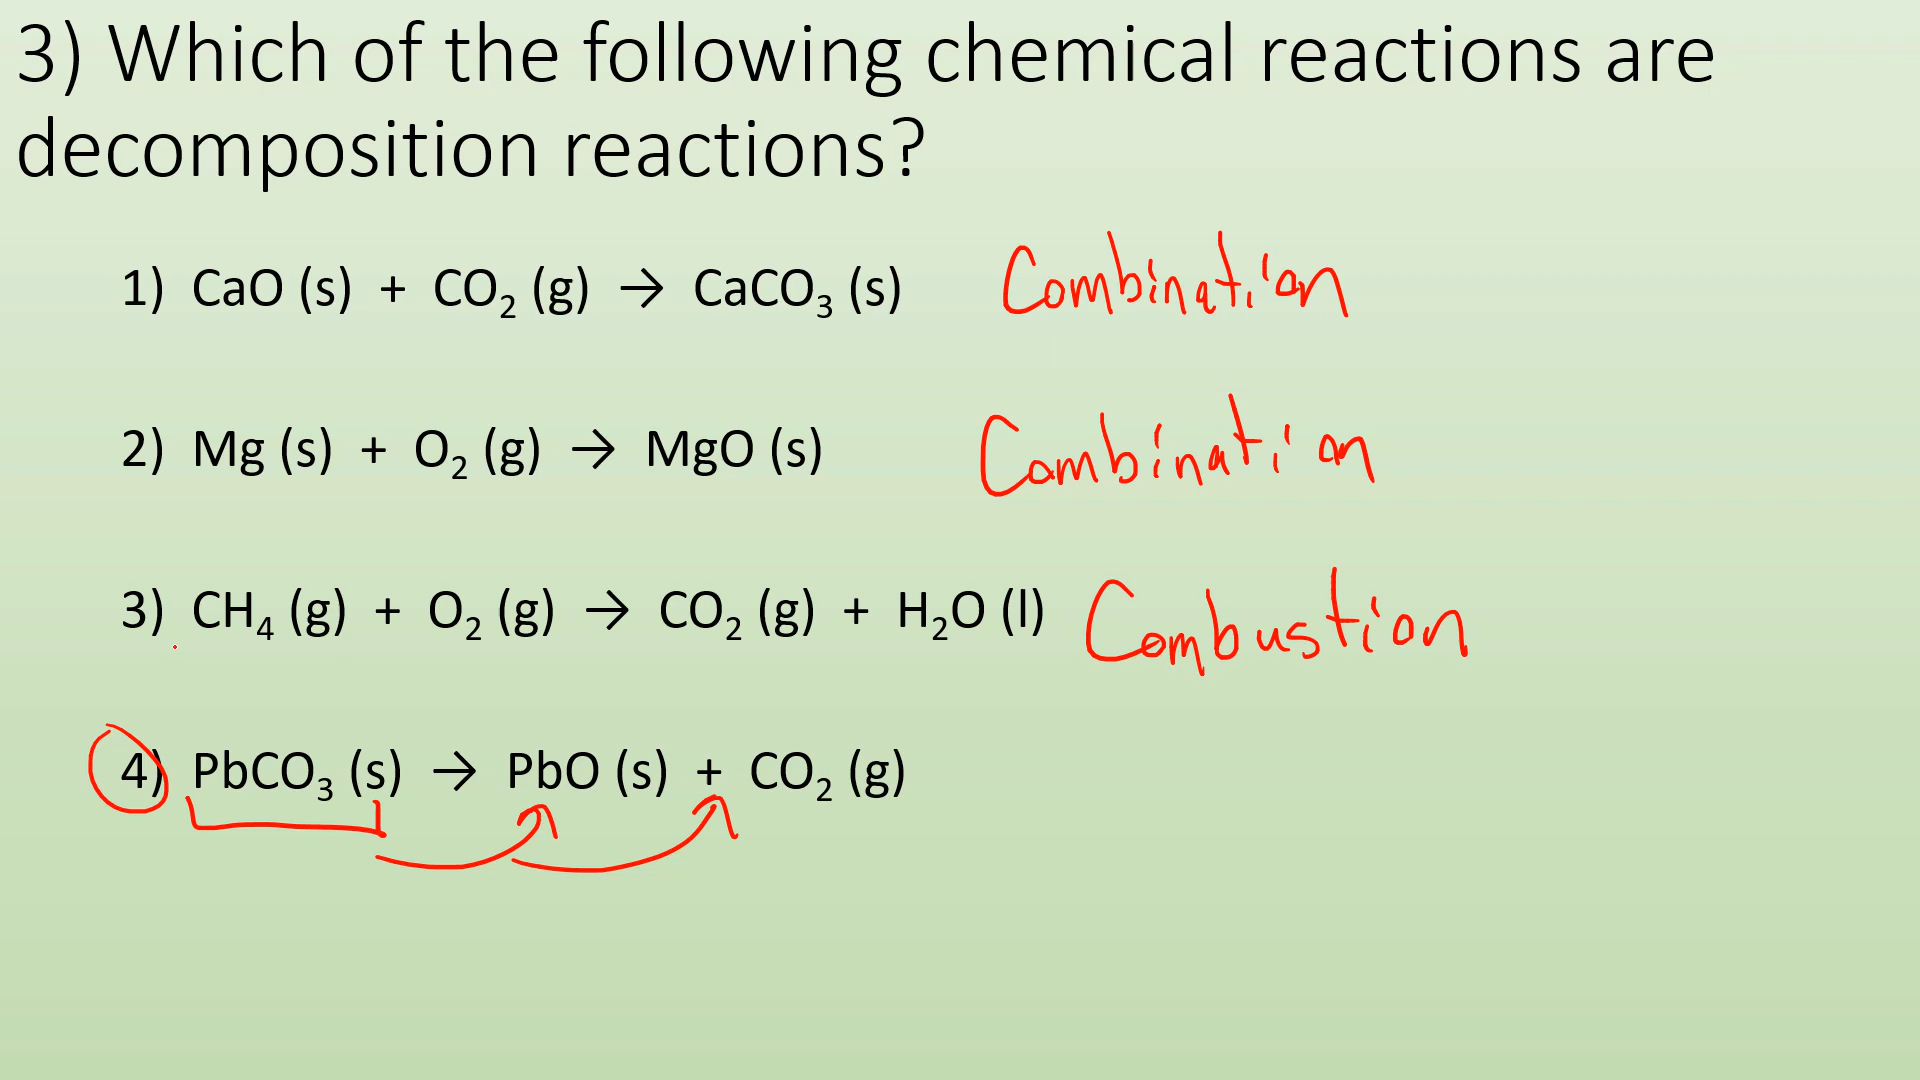 3) Which of the following chemical reactions are
decomposition reactions?
1) CaO (s) + CO₂ (g) → CaCO₃ (s) Combination
2) Mg (s) + O₂ (g) → MgO (s) Combination
3) CH₄ (g) + O₂ (g) → CO₂ (g) + H₂O (l) Combustion
4) PbCO₃ (s) → PbO (s) + CO₂ (g)